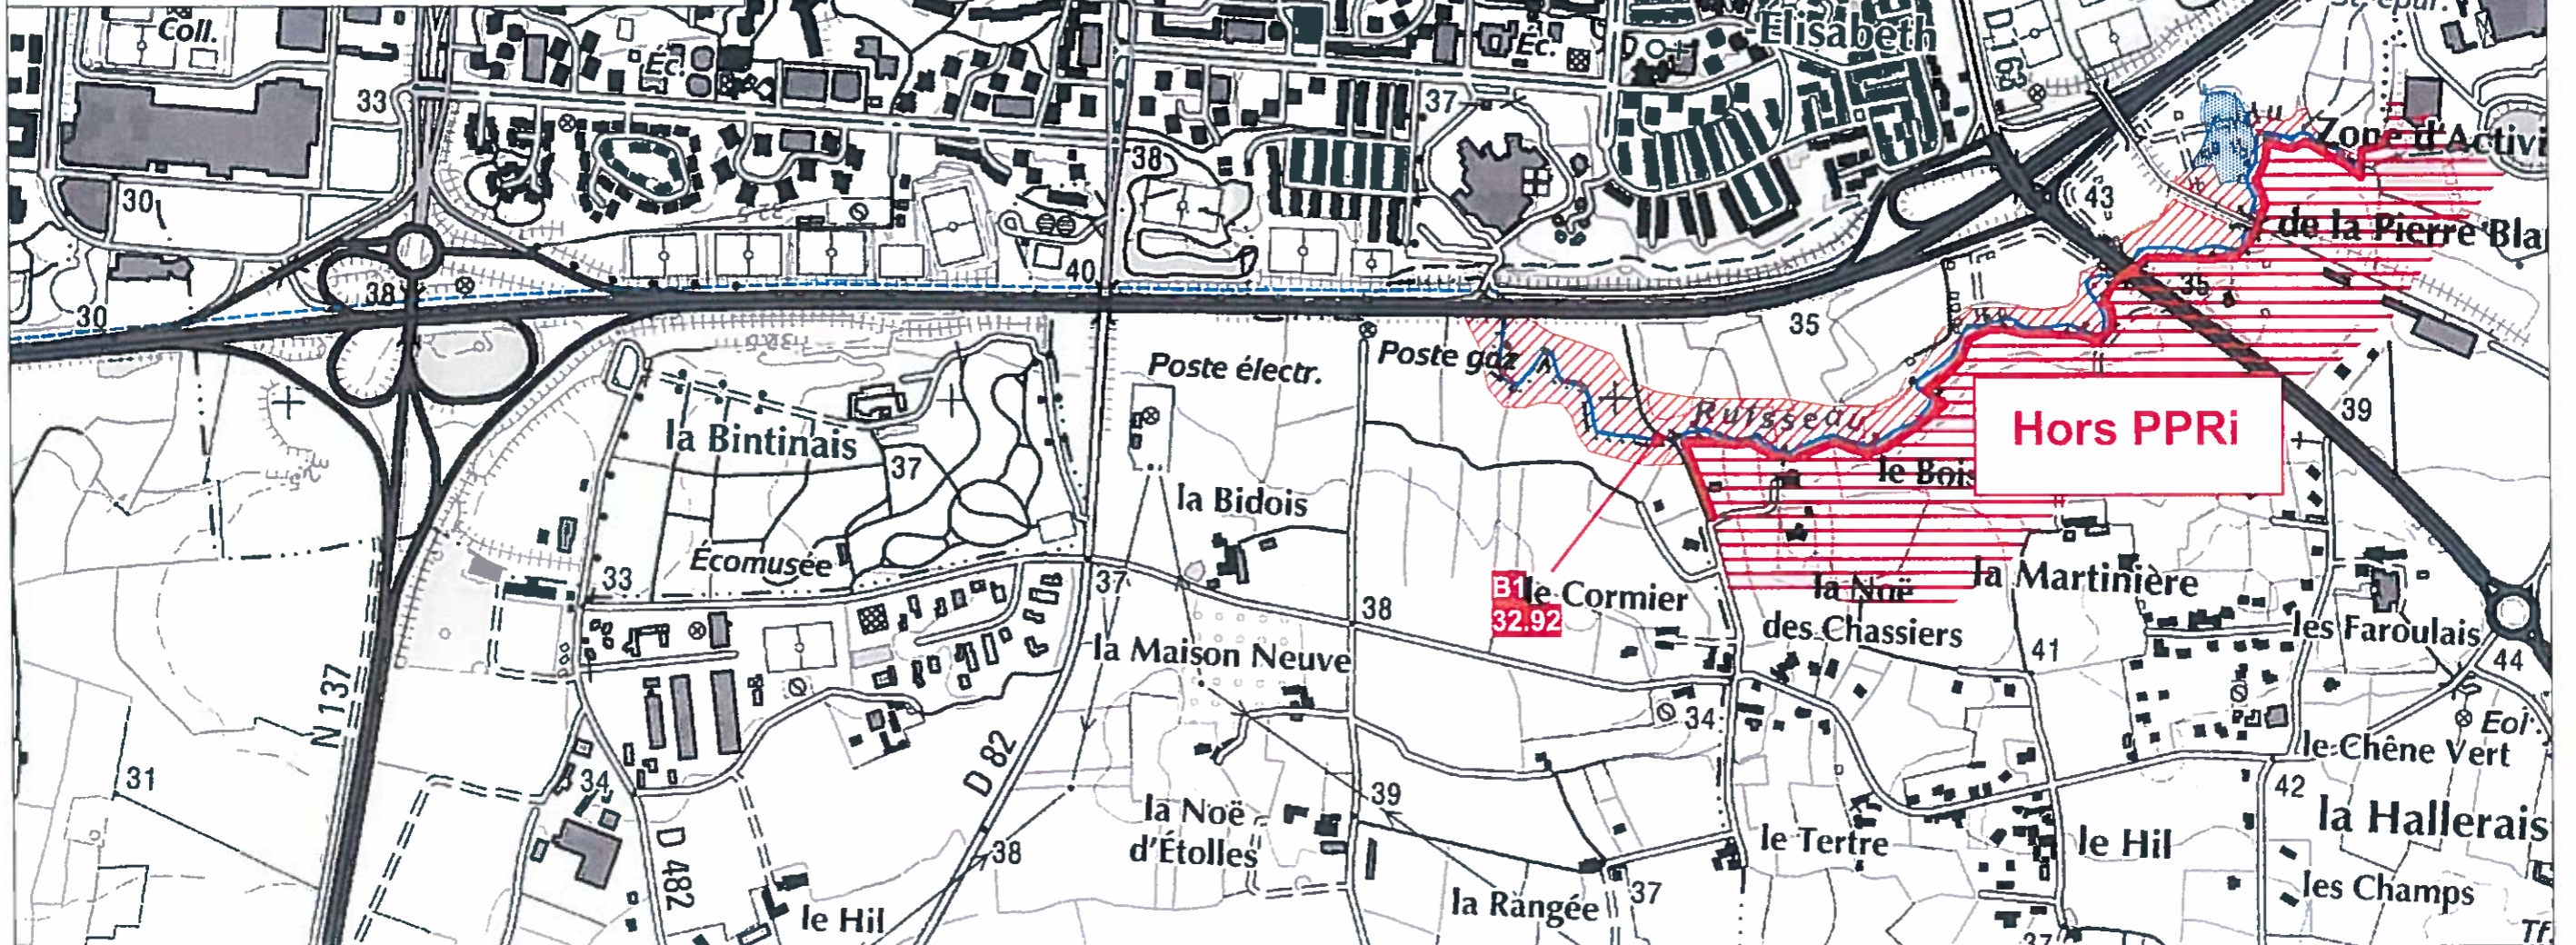 Coll.
Éc.
Éc.
Elisabeth
D 163
33
37
38
Zone d'Activi
30
43
de la Pierre Bla
40
38
35
30
35
Poste électr.
Poste gaz
Hors PPRi
39
Ruisseau
la Bintinais
37
le Bois
la Bidois
Écomusée
33
37
38
B1
32.92
le Cormier
la Noë
des Chassiers
la Martinière
les Faroulais
la Maison Neuve
41
44
N 137
34
Eol.
le Chêne Vert
D 82
31
34
39
42
la Noë
d'Étolles
la Hallerais
le Tertre
le Hil
38
D 482
37
les Champs
la Rangée
le Hil
37
Tf.